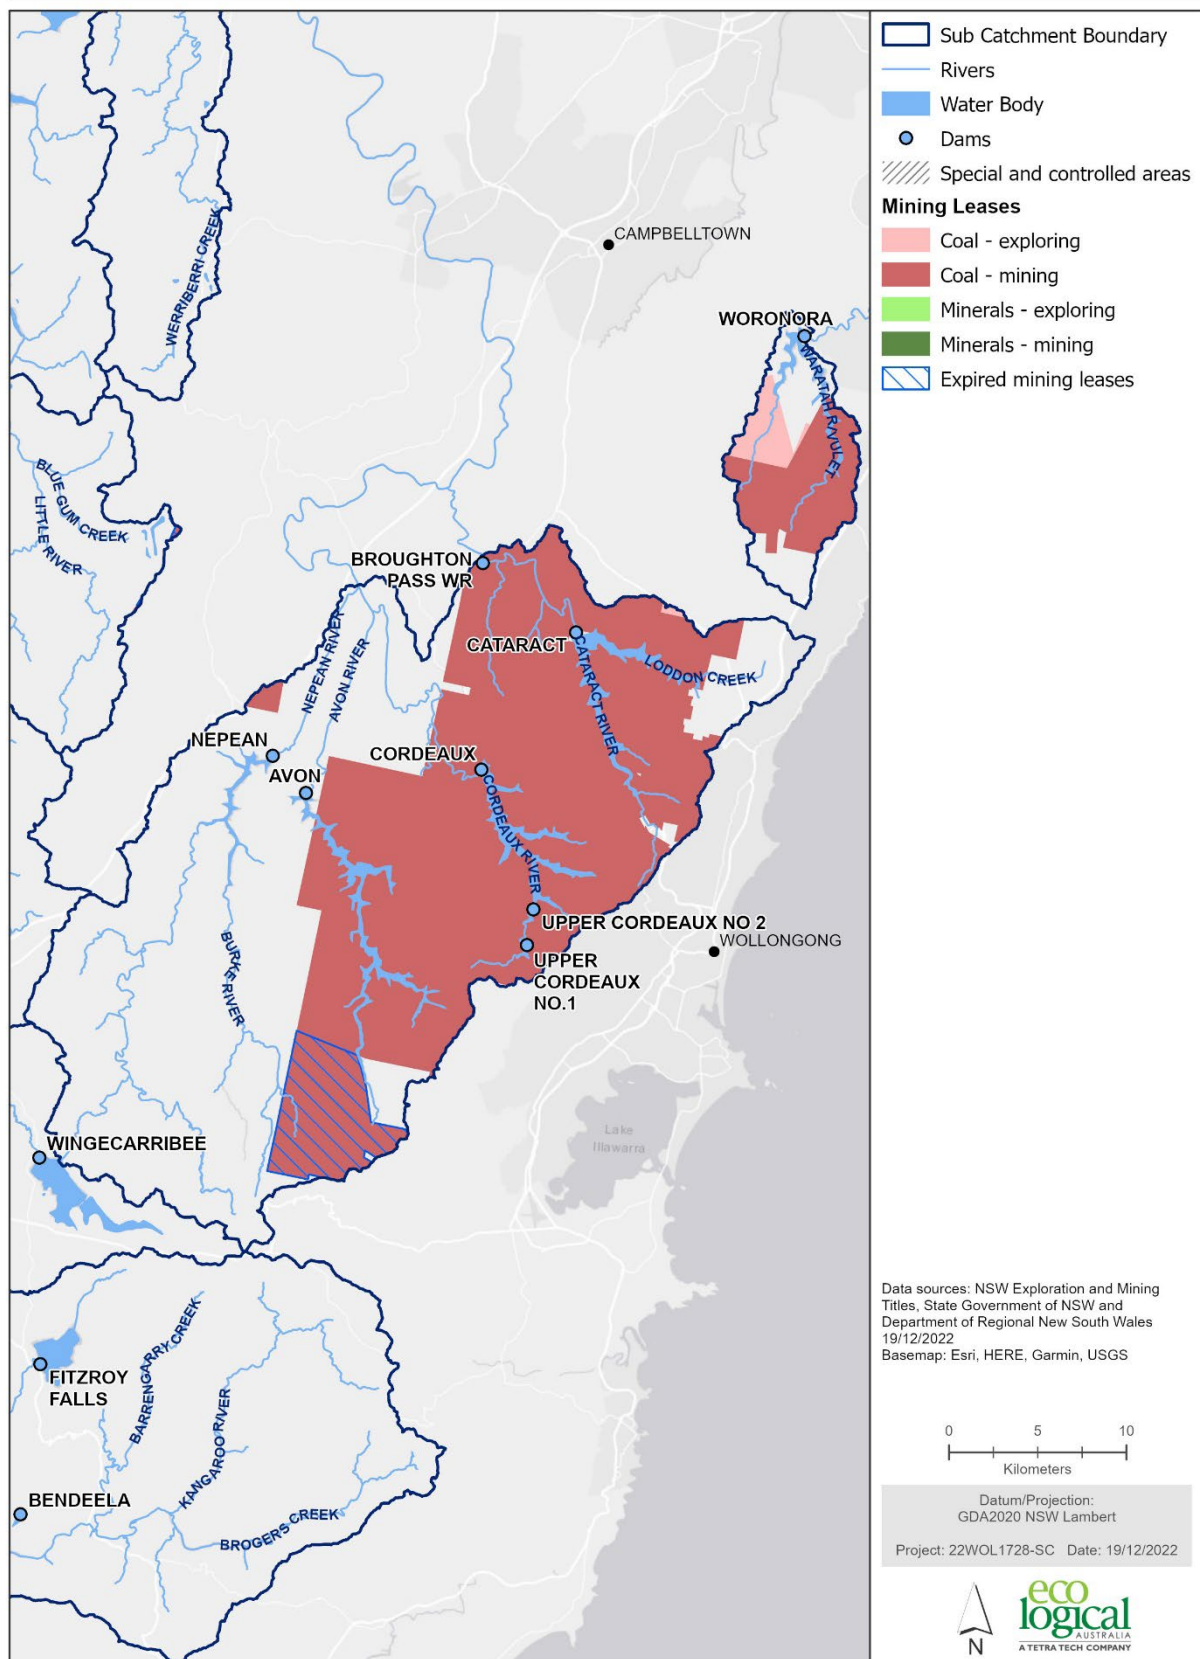 Sub Catchment Boundary
Rivers
Water Body
Dams
Special and controlled areas
Mining Leases
Coal - exploring
Coal - mining
Minerals - exploring
Minerals - mining
Expired mining leases
WERRIBERRI CREEK
CAMPBELLTOWN
WORONORA
WARATAH RIVULET
BLUE GUM CREEK
LITTLE RIVER
BROUGHTON
PASS WR
NEPEAN RIVER
AVON RIVER
CATARACT
CATARACT RIVER
LODDON CREEK
NEPEAN
AVON
CORDEAUX
CORDEAUX RIVER
BURKE RIVER
UPPER CORDEAUX NO 2
UPPER
CORDEAUX
NO.1
WOLLONGONG
WINGECARRIBEE
Lake
Illawarra
FITZROY
FALLS
BARRENGARRY CREEK
KANGAROO RIVER
BENDEELA
BROGERS CREEK
Data sources: NSW Exploration and Mining
Titles, State Government of NSW and
Department of Regional New South Wales
19/12/2022
Basemap: Esri, HERE, Garmin, USGS
0 5 10
Kilometers
Datum/Projection:
GDA2020 NSW Lambert
Project: 22WOL1728-SC Date: 19/12/2022
N
eco
logical
AUSTRALIA
A TETRA TECH COMPANY